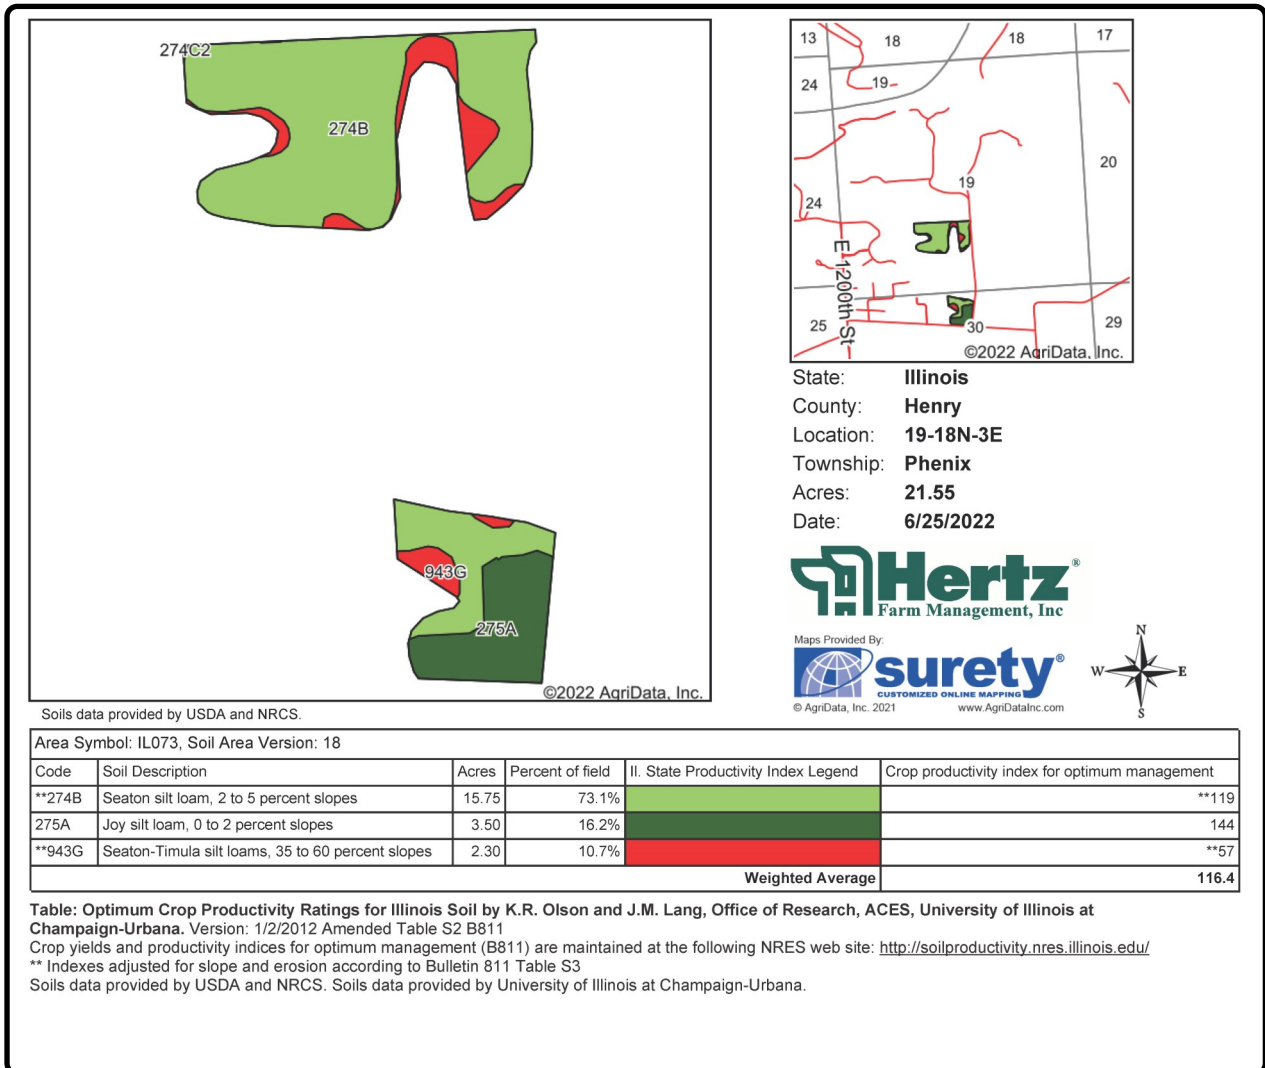 274C2
274B
943G
275A
©2022 AgriData, Inc.
Soils data provided by USDA and NRCS.
13
18
18
17
24
19
20
19
24
E 1200th St
25
30
29
©2022 AgriData, Inc.
State: Illinois
County: Henry
Location: 19-18N-3E
Township: Phenix
Acres: 21.55
Date: 6/25/2022
Hertz®
Farm Management, Inc
Maps Provided By:
surety®
CUSTOMIZED ONLINE MAPPING
© AgriData, Inc. 2021 www.AgriDataInc.com
N
W E
S
Area Symbol: IL073, Soil Area Version: 18
Code Soil Description Acres Percent of field II. State Productivity Index Legend Crop productivity index for optimum management
**274B Seaton silt loam, 2 to 5 percent slopes 15.75 73.1% **119
275A Joy silt loam, 0 to 2 percent slopes 3.50 16.2% 144
**943G Seaton-Timula silt loams, 35 to 60 percent slopes 2.30 10.7% **57
Weighted Average 116.4
Table: Optimum Crop Productivity Ratings for Illinois Soil by K.R. Olson and J.M. Lang, Office of Research, ACES, University of Illinois at
Champaign-Urbana. Version: 1/2/2012 Amended Table S2 B811
Crop yields and productivity indices for optimum management (B811) are maintained at the following NRES web site: http://soilproductivity.nres.illinois.edu/
** Indexes adjusted for slope and erosion according to Bulletin 811 Table S3
Soils data provided by USDA and NRCS. Soils data provided by University of Illinois at Champaign-Urbana.